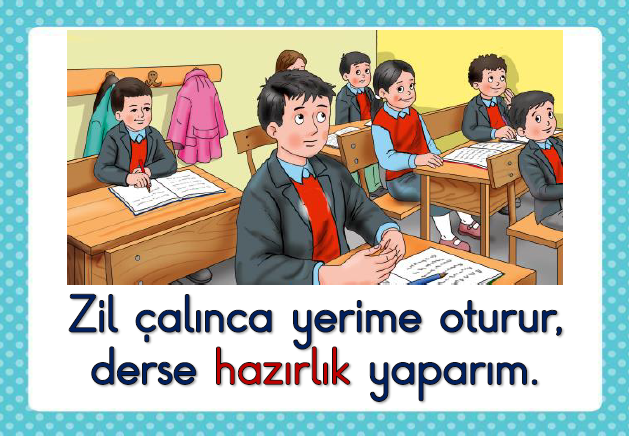 Zil çalınca yerime oturur,
derse hazırlık yaparım.